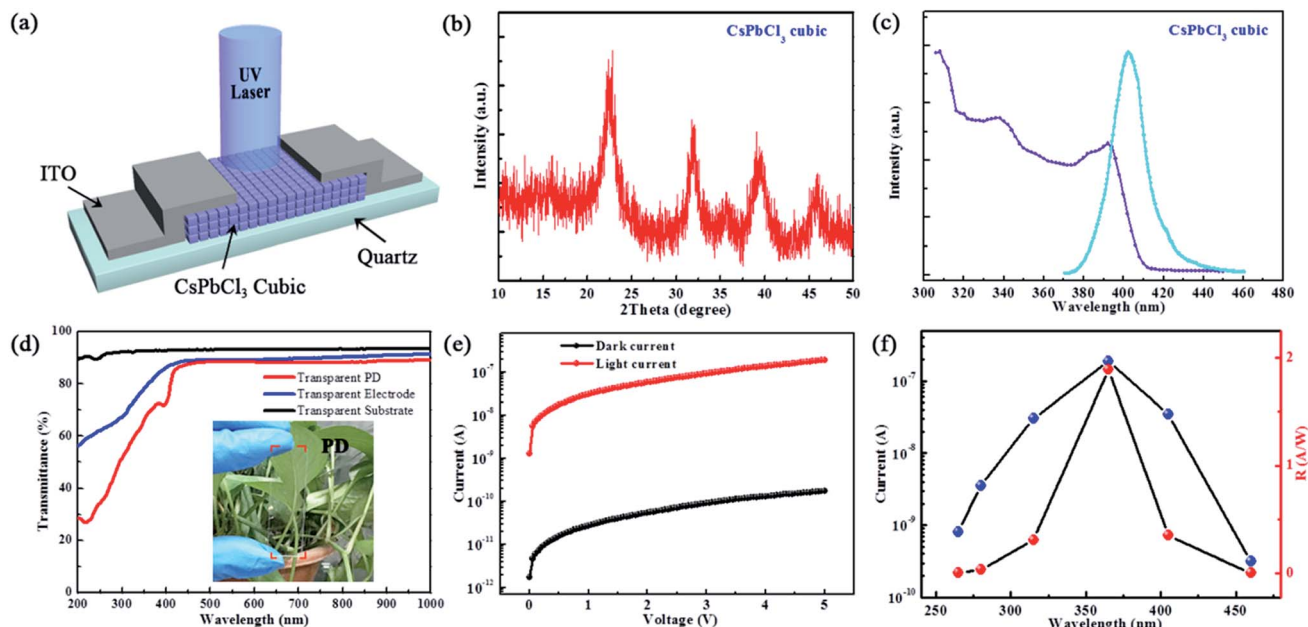 (a)
UV
Laser
ITO
Quartz
CsPbCl₃ Cubic
(b)
CsPbCl₃ cubic
Intensity (a.u.)
10 15 20 25 30 35 40 45 50
2Theta (degree)
(c)
CsPbCl₃ cubic
Intensity (a.u.)
300 320 340 360 380 400 420 440 460 480
Wavelength (nm)
(d)
100
80
60
40
20
0
Transmittance (%)
Transparent PD
Transparent Electrode
Transparent Substrate
PD
200 300 400 500 600 700 800 900 1000
Wavelength (nm)
(e)
Dark current
Light current
10⁻⁷
10⁻⁸
10⁻⁹
10⁻¹⁰
10⁻¹¹
10⁻¹²
Current (A)
0 1 2 3 4 5
Voltage (V)
(f)
10⁻⁷
10⁻⁸
10⁻⁹
10⁻¹⁰
Current (A)
2
1
0
R (A/W)
250 300 350 400 450
Wavelength (nm)